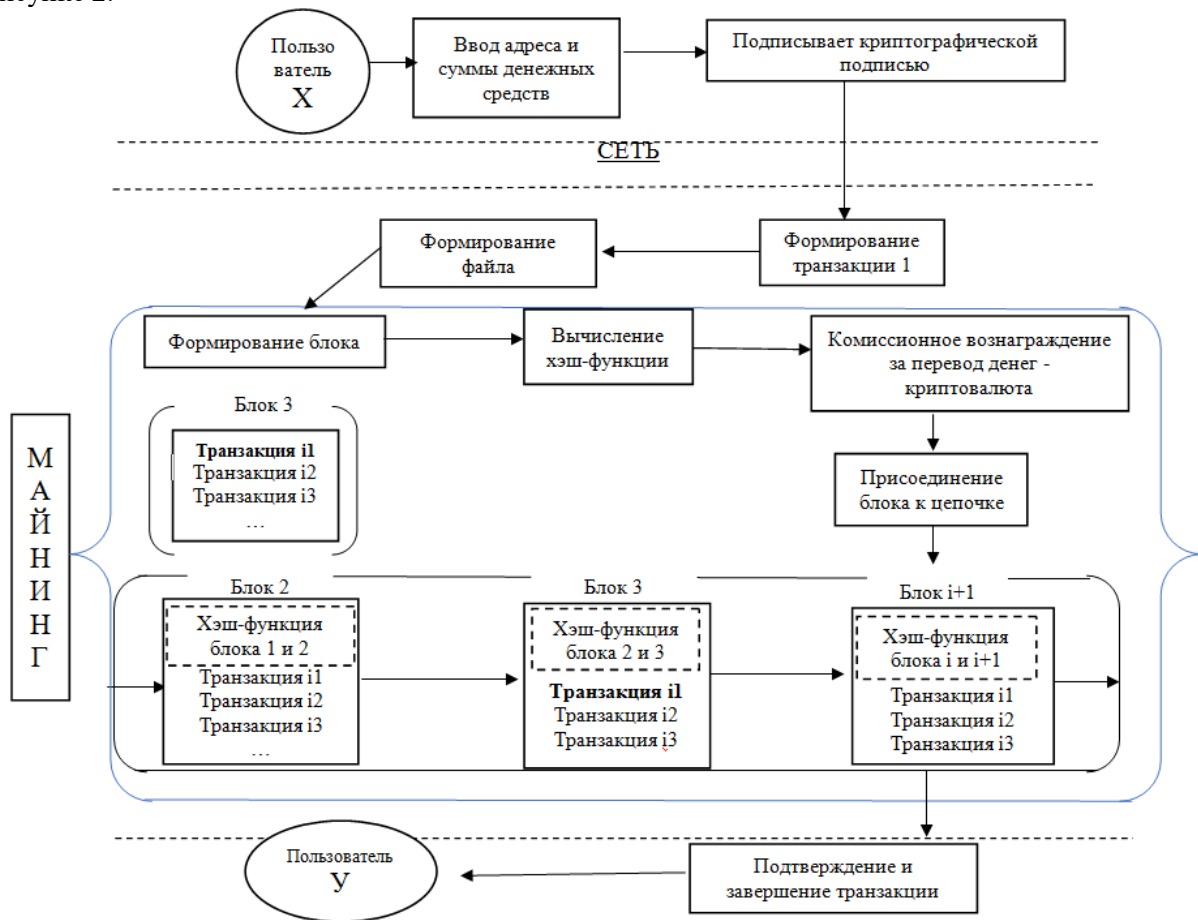 Пользо
ватель
Х
Ввод адреса и
суммы денежных
средств
Подписывает криптографической
подписью
СЕТЬ
Формирование
файла
Формирование
транзакции 1
Формирование блока
Вычисление
хэш-функции
Комиссионное вознаграждение
за перевод денег -
криптовалюта
Блок 3
Транзакция i1
Транзакция i2
Транзакция i3
…
Присоединение
блока к цепочке
М
А
Й
Н
И
Н
Г
Блок 2
Хэш-функция
блока 1 и 2
Транзакция i1
Транзакция i2
Транзакция i3
…
Блок 3
Хэш-функция
блока 2 и 3
Транзакция i1
Транзакция i2
Транзакция i3
Блок i+1
Хэш-функция
блока i и i+1
Транзакция i1
Транзакция i2
Транзакция i3
Пользователь
У
Подтверждение и
завершение транзакции